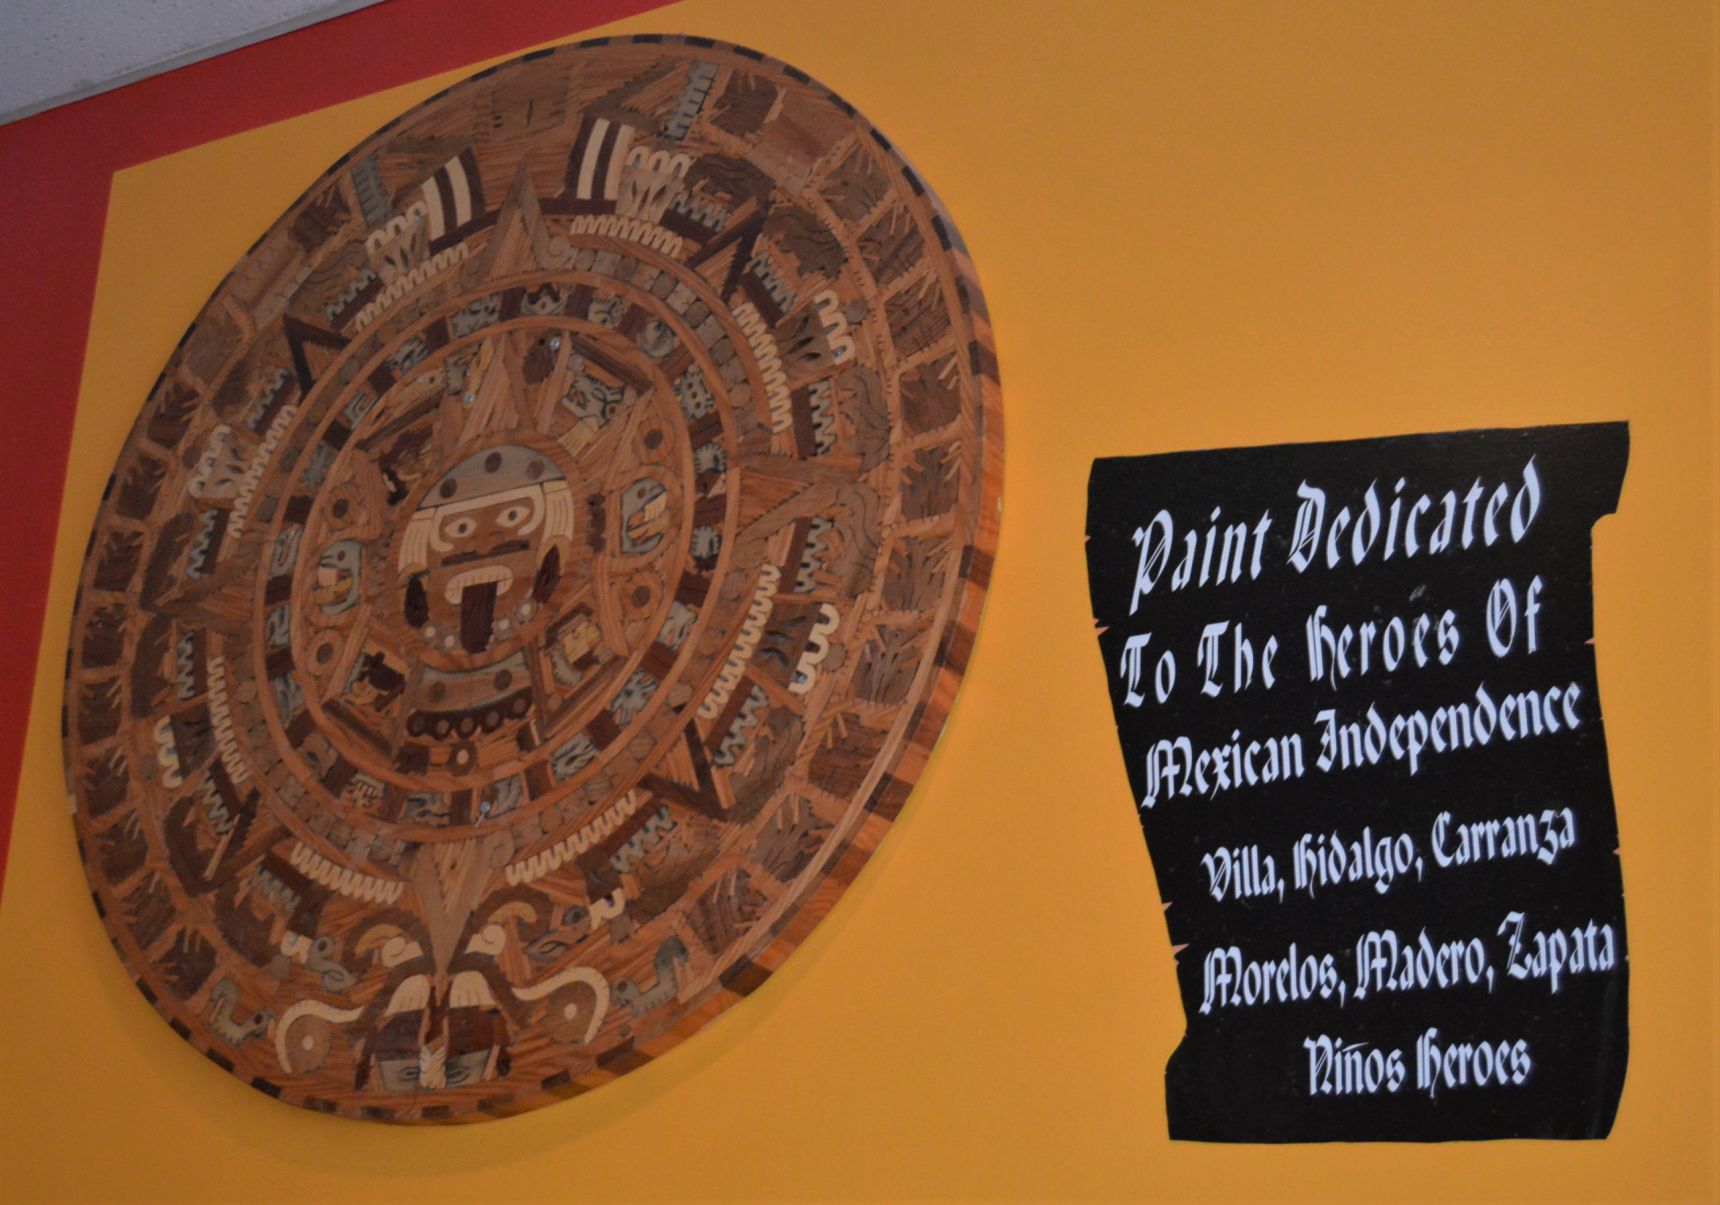 Paint Dedicated
To The Heroes Of
Mexican Independence
Villa, Hidalgo, Carranza
Morelos, Madero, Zapata
Niños Heroes